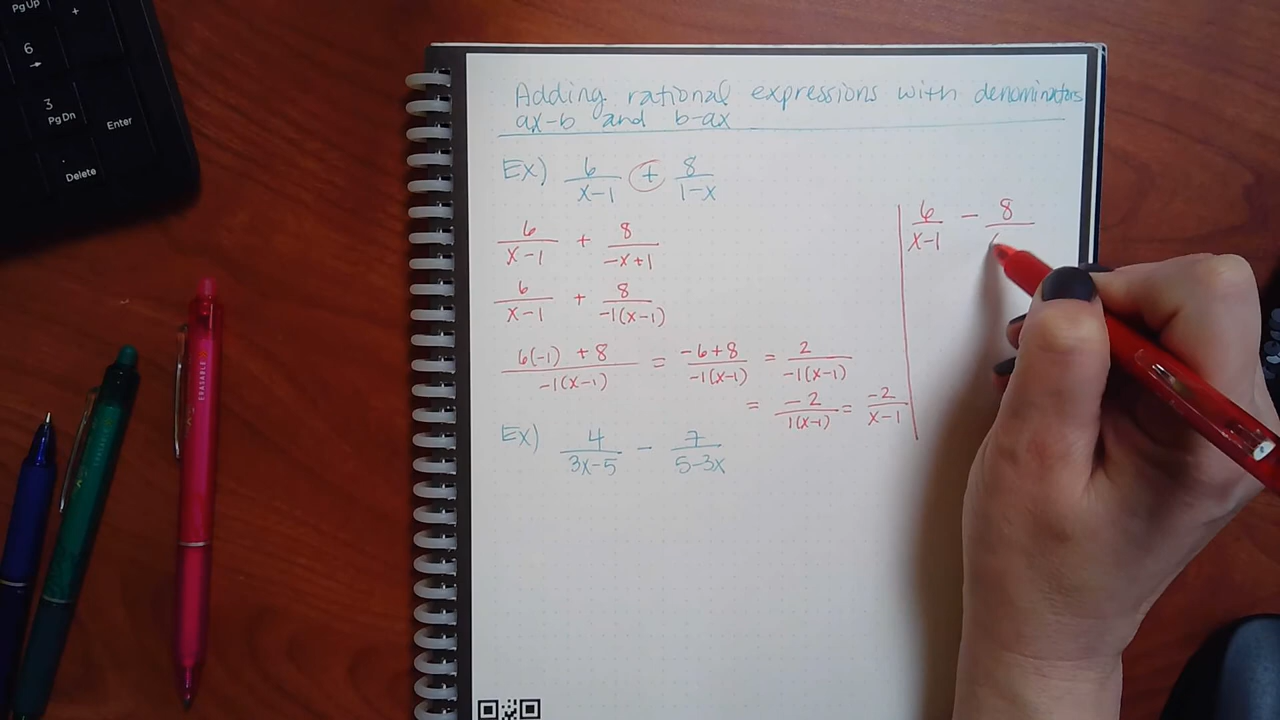 PgUp
+
6
3
PgDn
Enter
.
Delete
ERASABLE
Adding rational expressions with denominators
ax-b and b-ax
Ex) 6/(x-1) + 8/(1-x)
6/(x-1) + 8/(-x+1)
6/(x-1) + 8/(-1(x-1))
(6(-1) + 8)/(-1(x-1)) = (-6+8)/(-1(x-1)) = 2/(-1(x-1))
= -2/(1(x-1)) = -2/(x-1)
6/(x-1) - 8/(
Ex) 4/(3x-5) - 7/(5-3x)